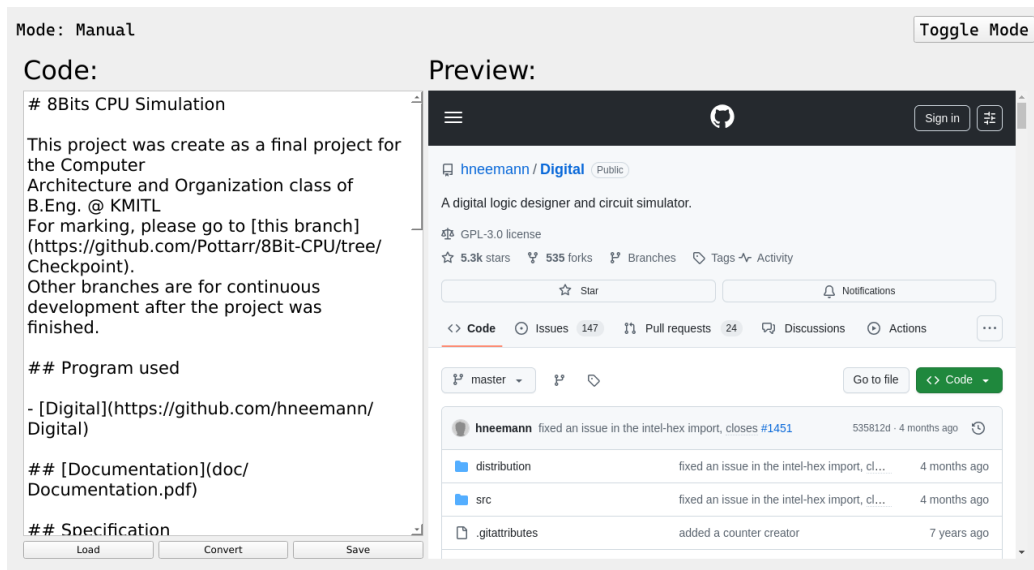 Mode: Manual
Toggle Mode
Code:
Preview:
# 8Bits CPU Simulation
This project was create as a final project for
the Computer
Architecture and Organization class of
B.Eng. @ KMITL
For marking, please go to [this branch]
(https://github.com/Pottarr/8Bit-CPU/tree/
Checkpoint).
Other branches are for continuous
development after the project was
finished.
## Program used
- [Digital](https://github.com/hneemann/
Digital)
## [Documentation](doc/
Documentation.pdf)
## Specification
Load
Convert
Save
Sign in
hneemann / Digital Public
A digital logic designer and circuit simulator.
GPL-3.0 license
5.3k stars 535 forks Branches Tags Activity
Star
Notifications
Code Issues 147 Pull requests 24 Discussions Actions
master
Go to file
Code
hneemann fixed an issue in the intel-hex import, closes #1451 535812d · 4 months ago
distribution fixed an issue in the intel-hex import, cl... 4 months ago
src fixed an issue in the intel-hex import, cl... 4 months ago
.gitattributes added a counter creator 7 years ago